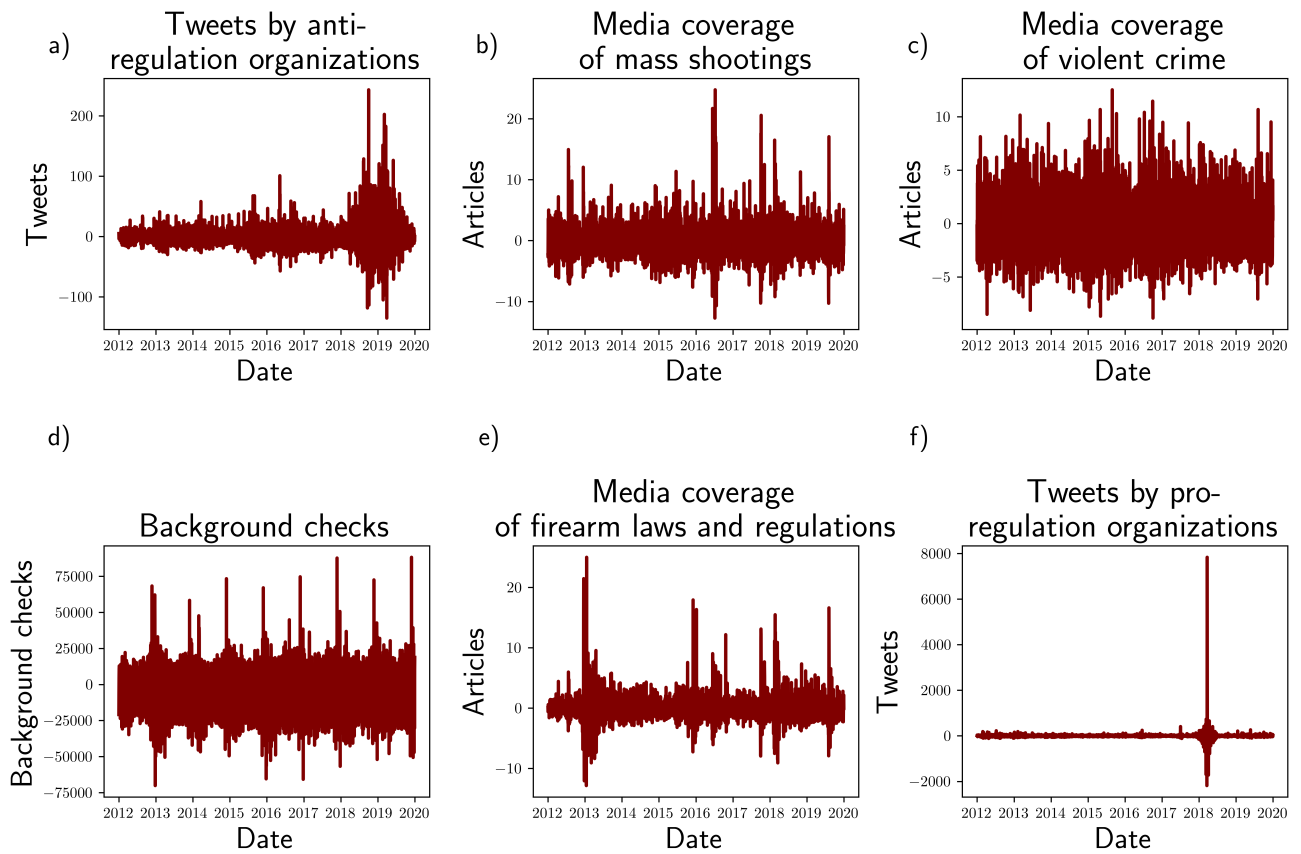 a)
Tweets by anti-
regulation organizations
Tweets
200
100
0
−100
2012 2013 2014 2015 2016 2017 2018 2019 2020
Date
b)
Media coverage
of mass shootings
Articles
20
10
0
−10
2012 2013 2014 2015 2016 2017 2018 2019 2020
Date
c)
Media coverage
of violent crime
Articles
10
5
0
−5
2012 2013 2014 2015 2016 2017 2018 2019 2020
Date
d)
Background checks
Background checks
75000
50000
25000
0
−25000
−50000
−75000
2012 2013 2014 2015 2016 2017 2018 2019 2020
Date
e)
Media coverage
of firearm laws and regulations
Articles
20
10
0
−10
2012 2013 2014 2015 2016 2017 2018 2019 2020
Date
f)
Tweets by pro-
regulation organizations
Tweets
8000
6000
4000
2000
0
−2000
2012 2013 2014 2015 2016 2017 2018 2019 2020
Date